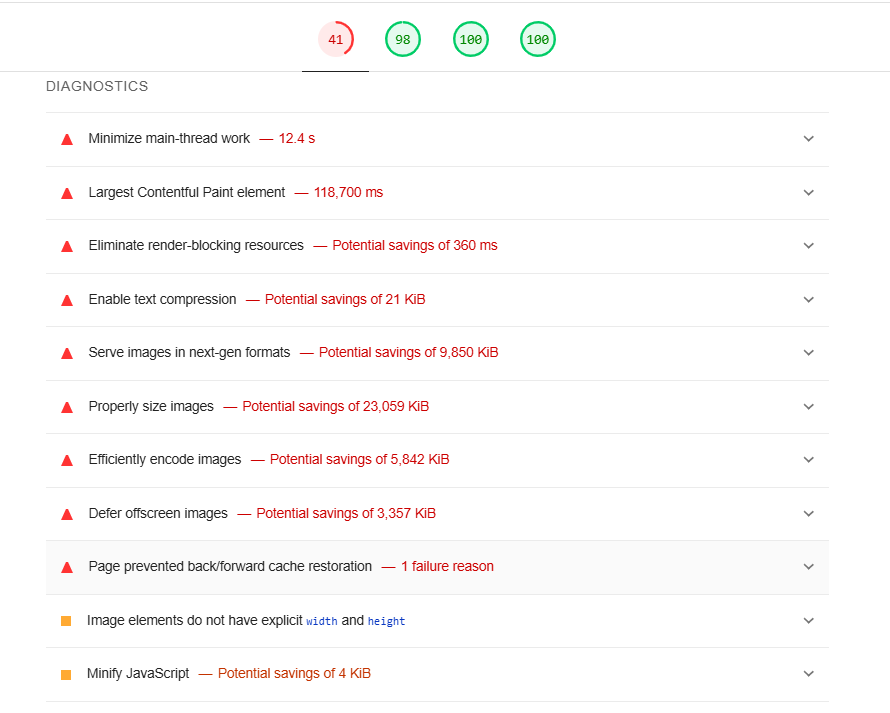 41 98 100 100
DIAGNOSTICS
Minimize main-thread work — 12.4 s
Largest Contentful Paint element — 118,700 ms
Eliminate render-blocking resources — Potential savings of 360 ms
Enable text compression — Potential savings of 21 KiB
Serve images in next-gen formats — Potential savings of 9,850 KiB
Properly size images — Potential savings of 23,059 KiB
Efficiently encode images — Potential savings of 5,842 KiB
Defer offscreen images — Potential savings of 3,357 KiB
Page prevented back/forward cache restoration — 1 failure reason
Image elements do not have explicit width and height
Minify JavaScript — Potential savings of 4 KiB